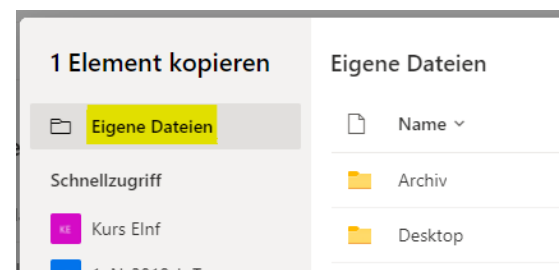 1 Element kopieren
Eigene Dateien
Schnellzugriff
KE Kurs EInf
Eigene Dateien
Name
Archiv
Desktop